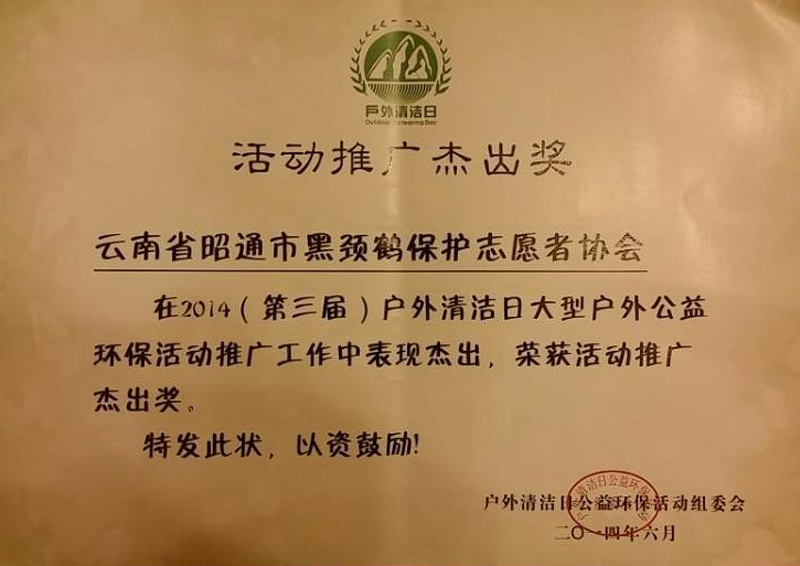 户外清洁日
Outdoor cleaning Day
活动推广杰出奖
云南省昭通市黑颈鹤保护志愿者协会
在2014(第三届)户外清洁日大型户外公益
环保活动推广工作中表现杰出,荣获活动推广
杰出奖。
特发此状,以资鼓励!
户外清洁日公益环保活动组委会
二〇一四年六月